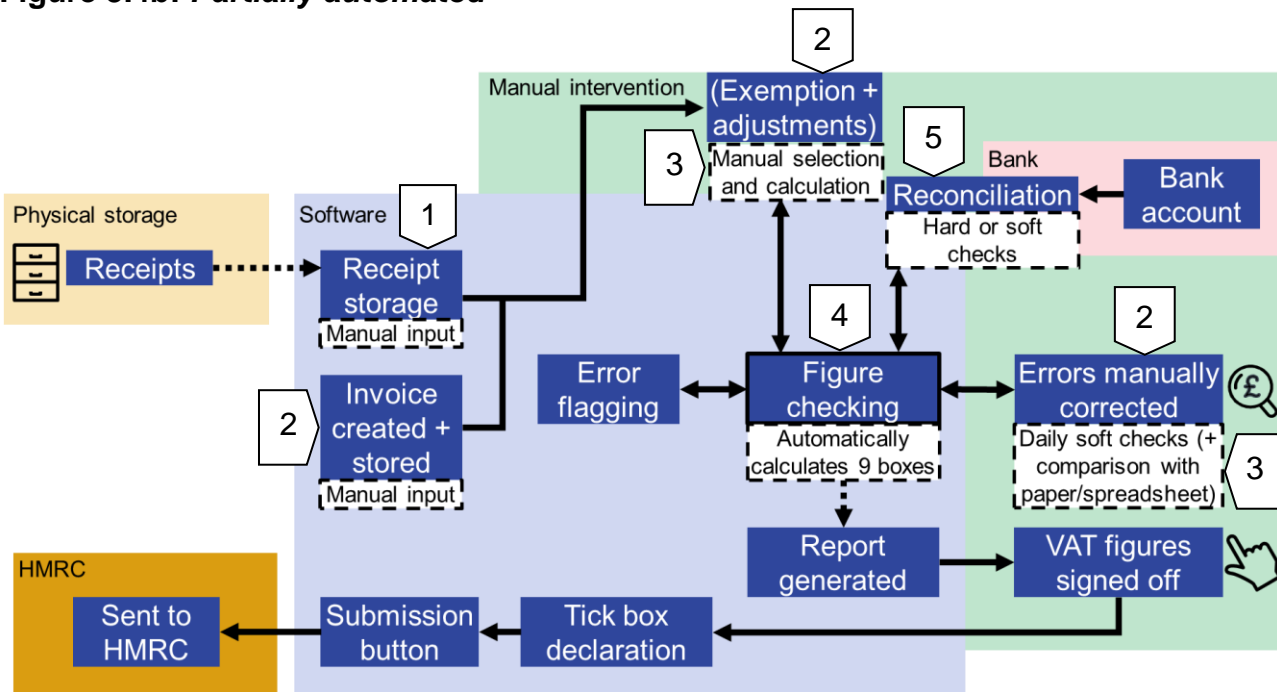 Partially automated
2
Manual intervention
(Exemption +
adjustments)
3
Manual selection
and calculation
5
Bank
Reconciliation
Hard or soft
checks
Bank
account
Physical storage
Receipts
Software
1
Receipt
storage
Manual input
2
Invoice
created +
stored
Manual input
Error
flagging
4
Figure
checking
Automatically
calculates 9 boxes
2
Errors manually
corrected
£
Daily soft checks (+
comparison with
paper/spreadsheet)
3
Report
generated
VAT figures
signed off
HMRC
Sent to
HMRC
Submission
button
Tick box
declaration